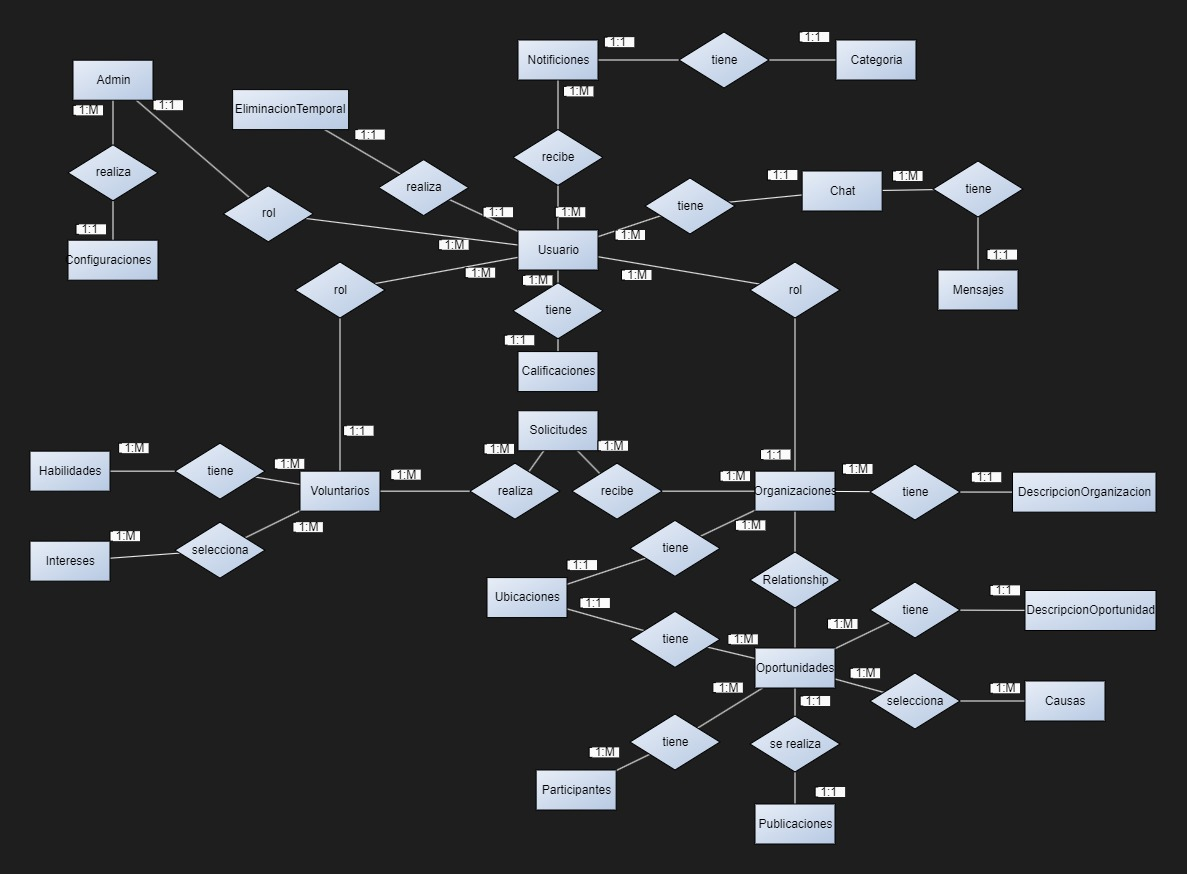 1:1
1:1
Notificiones
tiene
Categoria
Admin
1:M
1:M
1:1
EliminacionTemporal
1:1
realiza
recibe
realiza
1:1
Chat
1:M
tiene
tiene
rol
1:1
1:M
1:1
1:M
1:M
Usuario
Configuraciones
1:1
1:M
1:M
1:M
rol
rol
Mensajes
tiene
1:1
Calificaciones
Solicitudes
1:1
1:M
1:M
1:M
1:1
1:M
1:M
1:M
1:M
1:1
Habilidades
tiene
Voluntarios
realiza
recibe
Organizaciones
tiene
DescripcionOrganizacion
1:M
1:M
1:M
selecciona
tiene
Intereses
1:1
Relationship
Ubicaciones
1:1
1:1
tiene
DescripcionOportunidad
1:M
1:M
tiene
Oportunidades
1:M
1:M
1:M
1:1
selecciona
Causas
tiene
se realiza
1:M
Participantes
1:1
Publicaciones